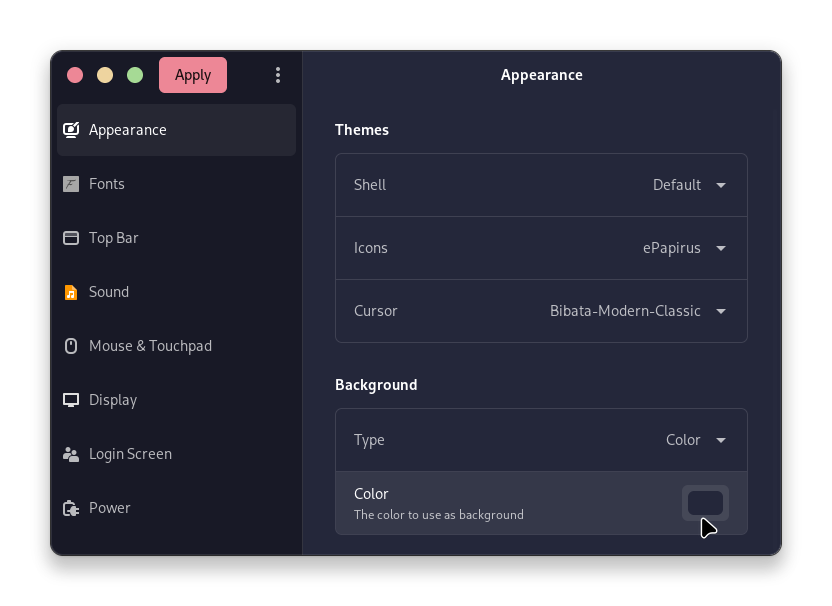 Apply
Appearance
Appearance
Fonts
Top Bar
Sound
Mouse & Touchpad
Display
Login Screen
Power
Themes
Shell Default
Icons ePapirus
Cursor Bibata-Modern-Classic
Background
Type Color
Color
The color to use as background